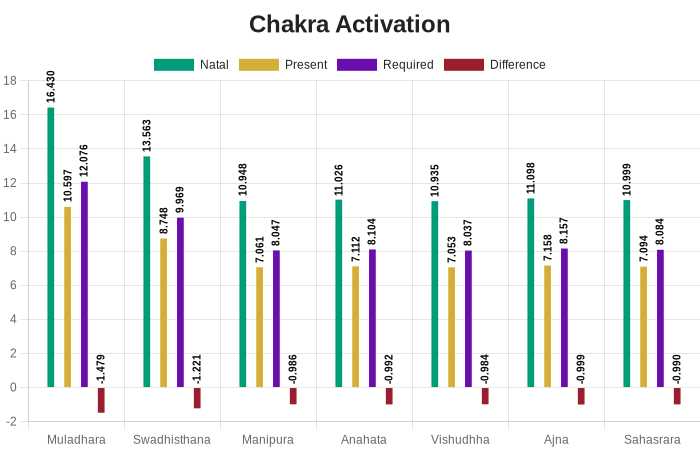 Chakra Activation
Natal Present Required Difference
18
16
14
12
10
8
6
4
2
0
-2
16.430 10.597 12.076 -1.479
13.563 8.748 9.969 -1.221
10.948 7.061 8.047 -0.986
11.026 7.112 8.104 -0.992
10.935 7.053 8.037 -0.984
11.098 7.158 8.157 -0.999
10.999 7.094 8.084 -0.990
Muladhara Swadhisthana Manipura Anahata Vishudhha Ajna Sahasrara